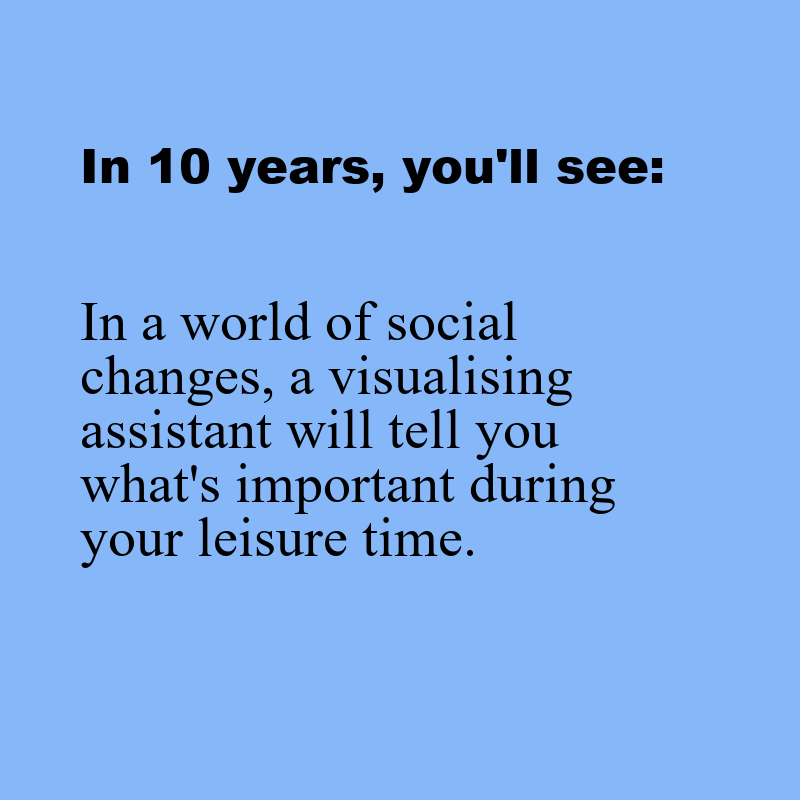 In 10 years, you'll see:
In a world of social
changes, a visualising
assistant will tell you
what's important during
your leisure time.